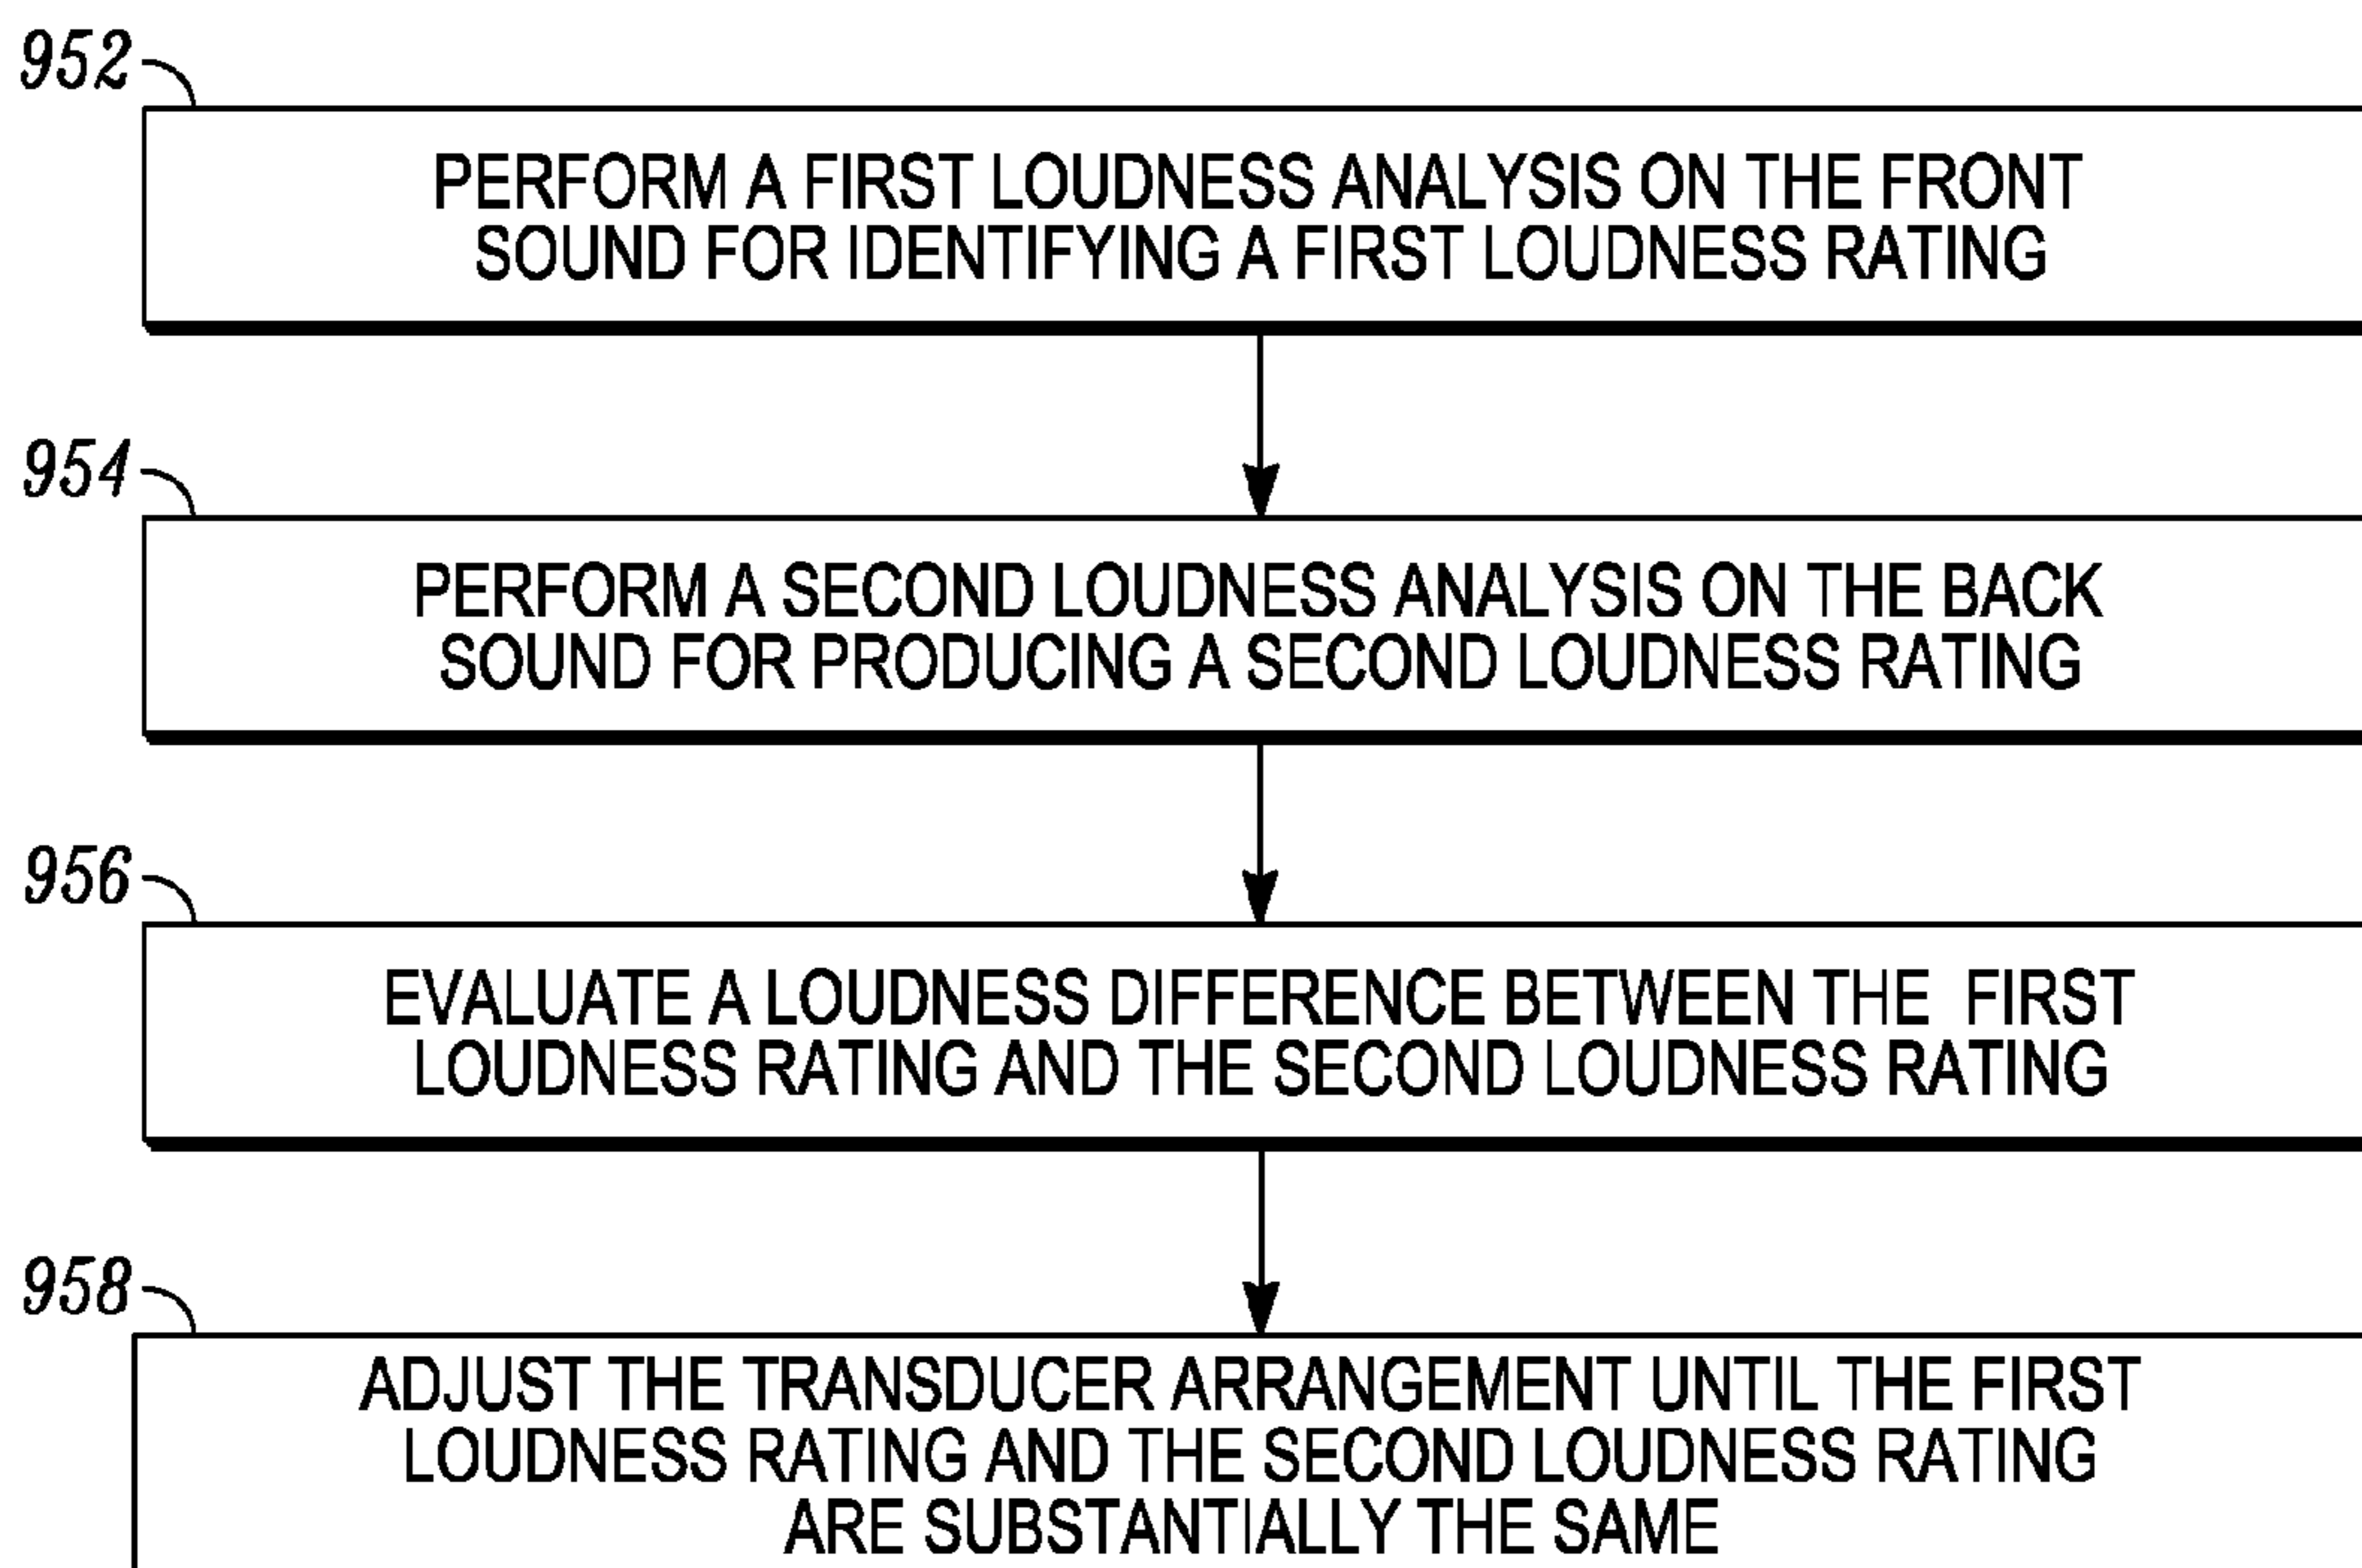 952
PERFORM A FIRST LOUDNESS ANALYSIS ON THE FRONT
SOUND FOR IDENTIFYING A FIRST LOUDNESS RATING
954
PERFORM A SECOND LOUDNESS ANALYSIS ON THE BACK
SOUND FOR PRODUCING A SECOND LOUDNESS RATING
956
EVALUATE A LOUDNESS DIFFERENCE BETWEEN THE FIRST
LOUDNESS RATING AND THE SECOND LOUDNESS RATING
958
ADJUST THE TRANSDUCER ARRANGEMENT UNTIL THE FIRST
LOUDNESS RATING AND THE SECOND LOUDNESS RATING
ARE SUBSTANTIALLY THE SAME